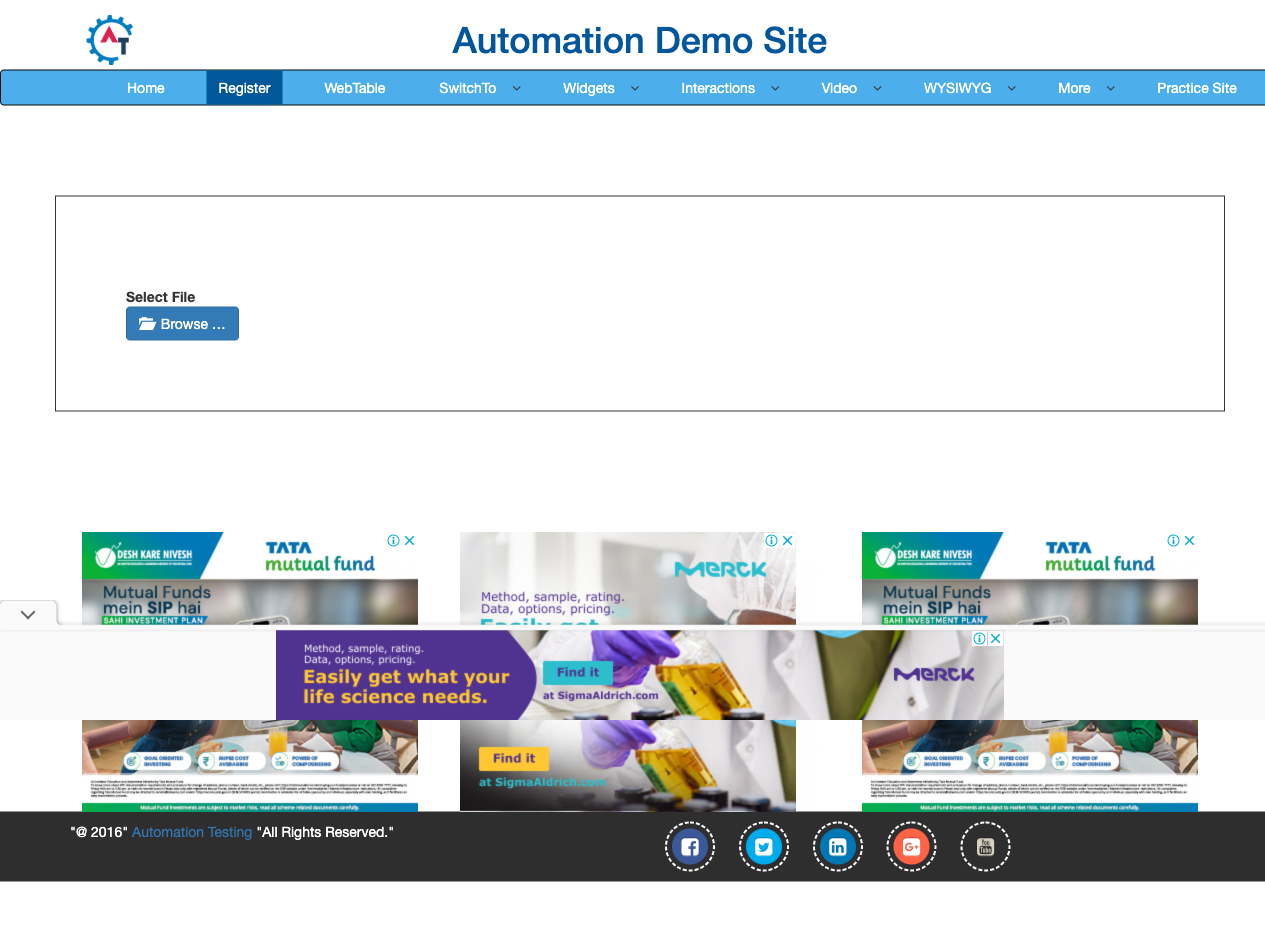 AT
Automation Demo Site
Home Register WebTable SwitchTo Widgets Interactions Video WYSIWYG More Practice Site
Select File
Browse ...
DESH KARE NIVESH
TATA
mutual fund
Mutual Funds
mein SIP hai
SAHI INVESTMENT PLAN
MERCK
Method, sample, rating.
Data, options, pricing.
Easily get
DESH KARE NIVESH
TATA
mutual fund
Mutual Funds
mein SIP hai
SAHI INVESTMENT PLAN
Method, sample, rating.
Data, options, pricing.
Easily get what your
life science needs.
Find it
at SigmaAldrich.com
MERCK
GOAL ORIENTED
INVESTING
RUPEE COST
AVERAGING
POWER OF
COMPOUNDING
Mutual Fund Investments are subject to market risks, read all scheme related documents carefully.
Find it
at SigmaAldrich.com
GOAL ORIENTED
INVESTING
RUPEE COST
AVERAGING
POWER OF
COMPOUNDING
Mutual Fund Investments are subject to market risks, read all scheme related documents carefully.
"@ 2016" Automation Testing "All Rights Reserved."
You
Tube